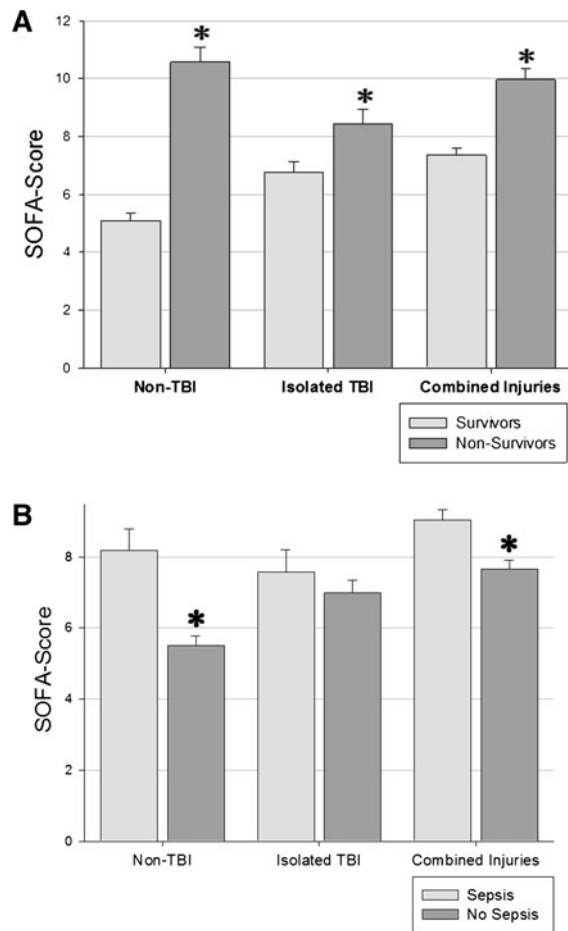 A
12
10
8
6
4
2
0
SOFA-Score
*
*
*
Non-TBI
Isolated TBI
Combined Injuries
Survivors
Non-Survivors
B
8
6
4
2
0
SOFA-Score
*
*
Non-TBI
Isolated TBI
Combined Injuries
Sepsis
No Sepsis